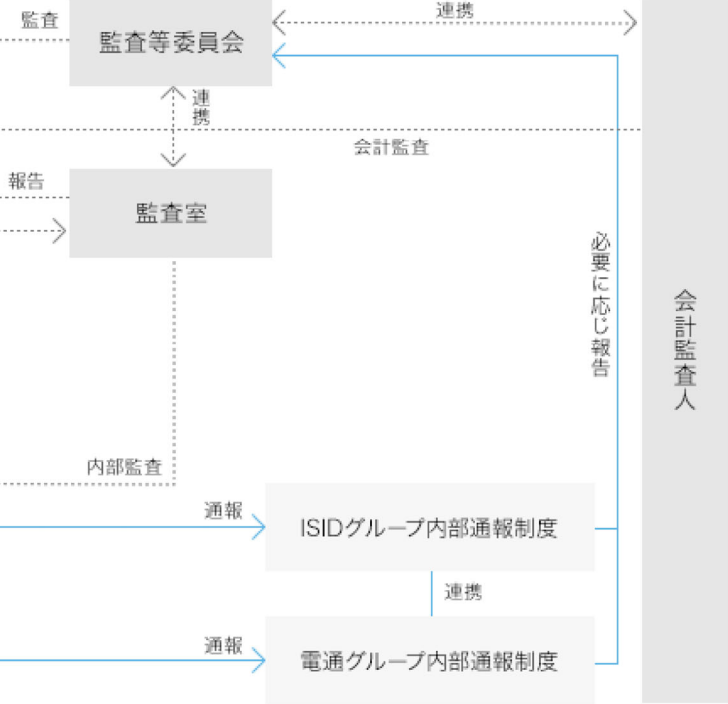 監査
連携
監査等委員会
連携
会計監査
報告
監査室
必要に応じ報告
会計監査人
内部監査
通報
ISIDグループ内部通報制度
連携
通報
電通グループ内部通報制度